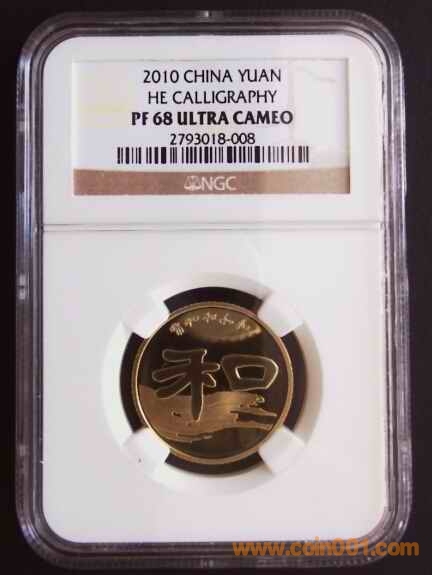 2010 CHINA YUAN
HE CALLIGRAPHY
PF 68 ULTRA CAMEO
2793018-008
NGC
和
www.coin001.com